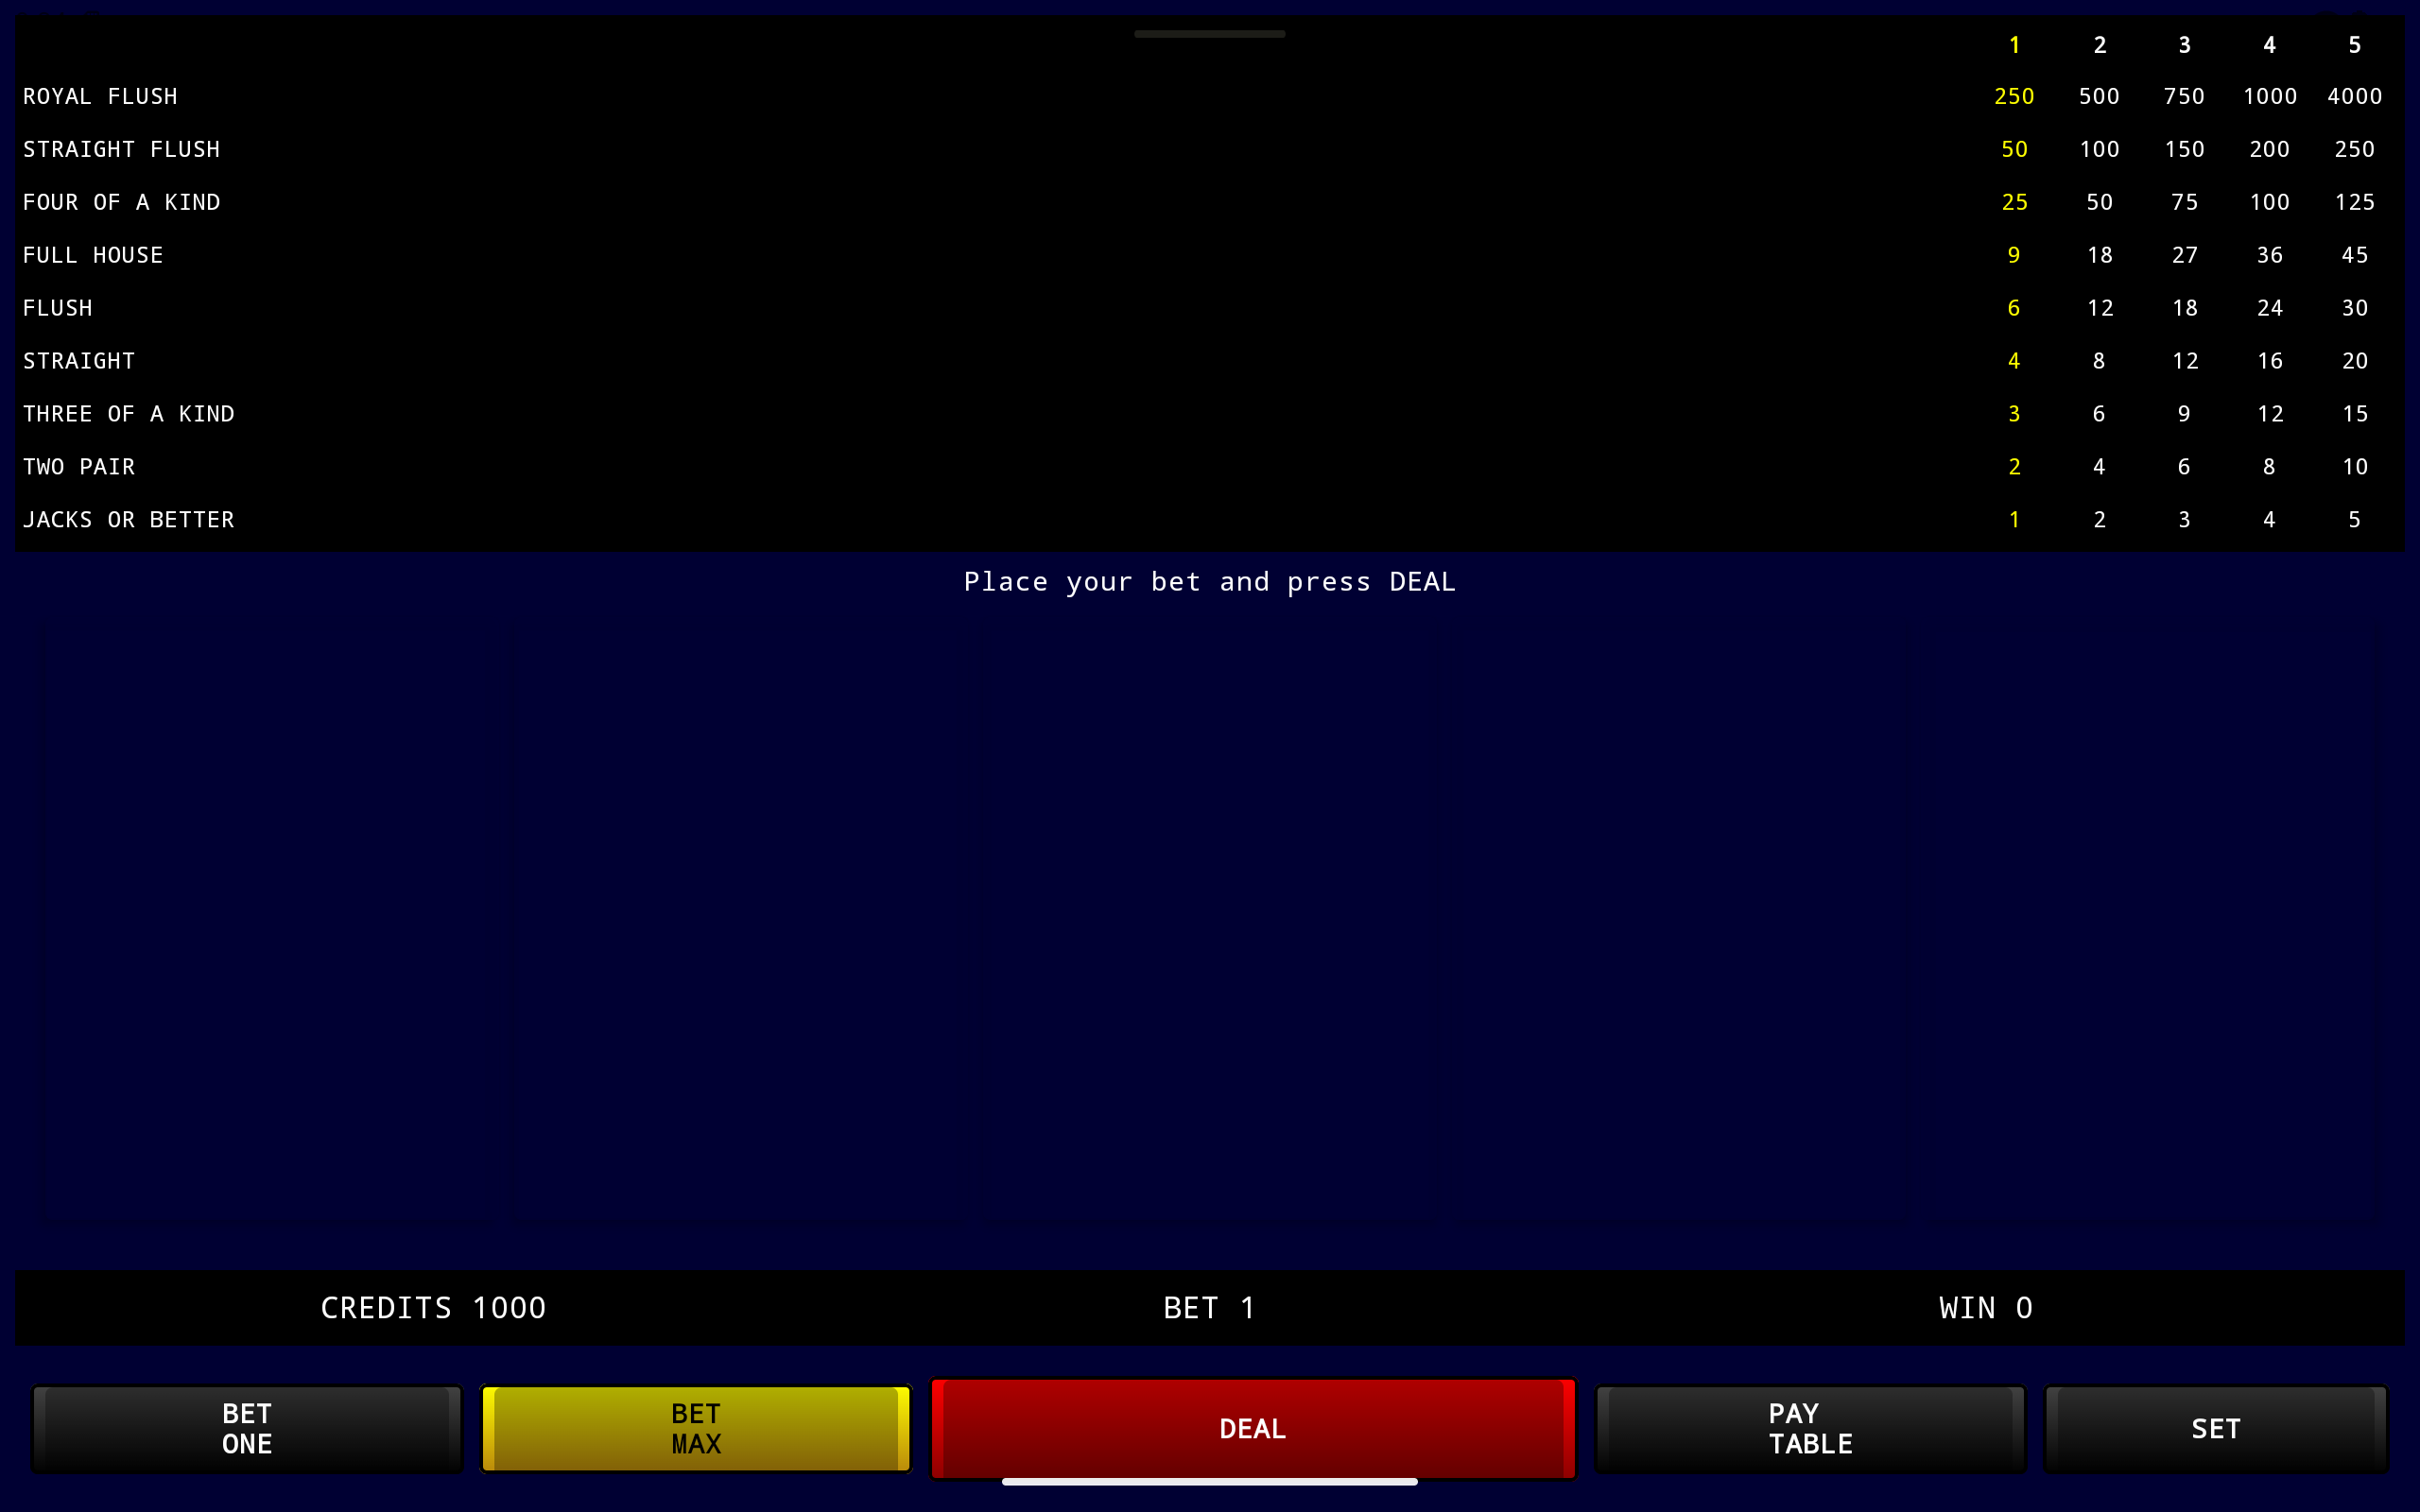 1 2 3 4 5
ROYAL FLUSH 250 500 750 1000 4000
STRAIGHT FLUSH 50 100 150 200 250
FOUR OF A KIND 25 50 75 100 125
FULL HOUSE 9 18 27 36 45
FLUSH 6 12 18 24 30
STRAIGHT 4 8 12 16 20
THREE OF A KIND 3 6 9 12 15
TWO PAIR 2 4 6 8 10
JACKS OR BETTER 1 2 3 4 5
Place your bet and press DEAL
CREDITS 1000 BET 1 WIN 0
BET
ONE
BET
MAX
DEAL
PAY
TABLE
SET